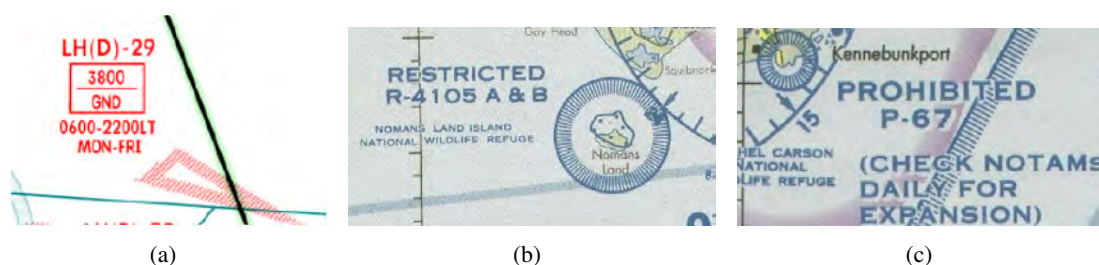 LH(D)-29
3800
GND
0600-2200LT
MON-FRI
(a)
Gay Head
RESTRICTED
R-4105 A & B
NOMANS LAND ISLAND
NATIONAL WILDLIFE REFUGE
Nomans
Land
(b)
Kennebunkport
15
PROHIBITED
P-67
NATIONAL
REFUGE
(CHECK NOTAMS
DAILY FOR
EXPANSION)
(c)